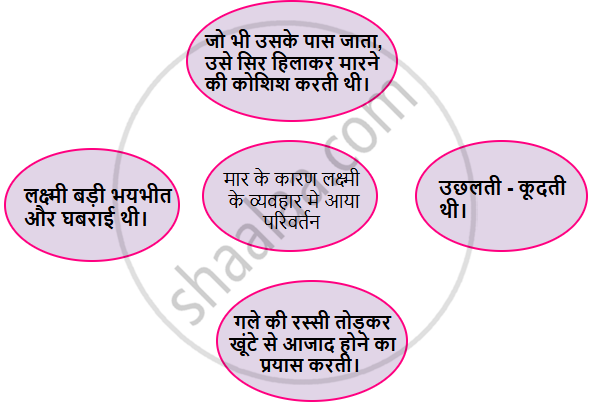 जो भी उसके पास जाता,
उसे सिर हिलाकर मारने
की कोशिश करती थी।
लक्ष्मी बड़ी भयभीत
और घबराई थी।
मार के कारण लक्ष्मी
के व्यवहार मे आया
परिवर्तन
उछलती - कूदती
थी।
गले की रस्सी तोड़कर
खूंटे से आजाद होने का
प्रयास करती।
shaalaa.com